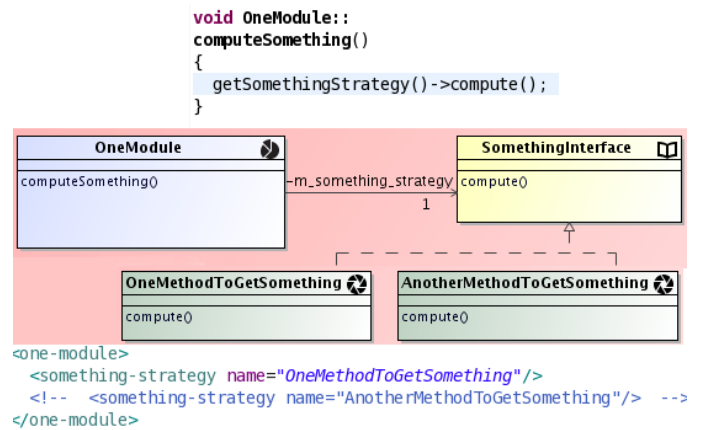 void OneModule::
computeSomething()
{
  getSomethingStrategy()->compute();
}
OneModule
computeSomething()
-m_something_strategy
1
SomethingInterface
compute()
OneMethodToGetSomething
compute()
AnotherMethodToGetSomething
compute()
<one-module>
  <something-strategy name="OneMethodToGetSomething"/>
  <!--  <something-strategy name="AnotherMethodToGetSomething"/>  -->
</one-module>